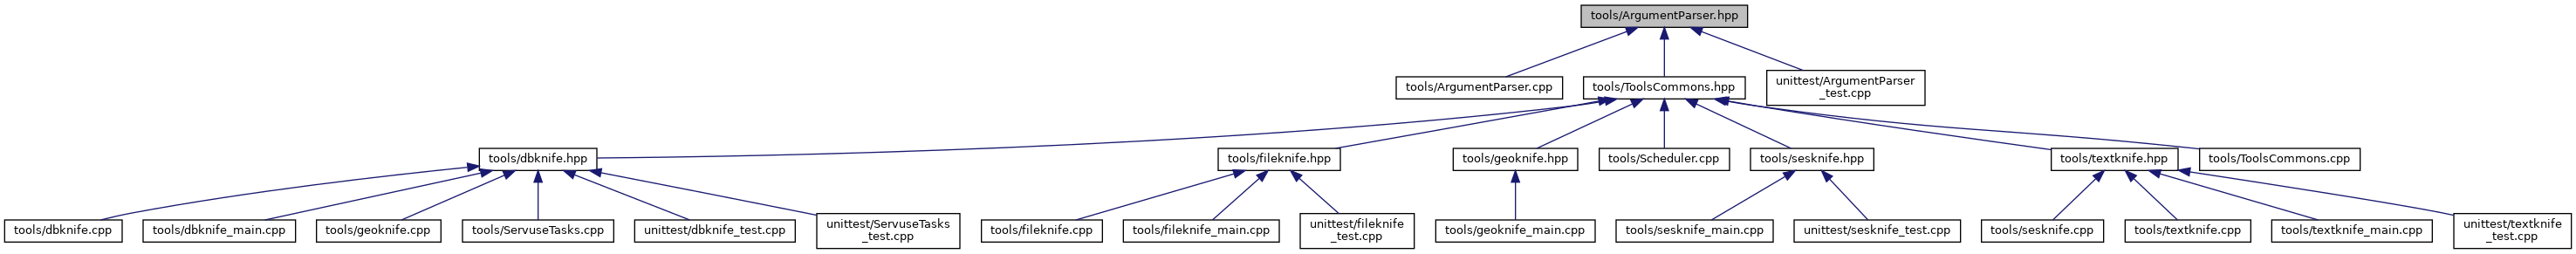 tools/ArgumentParser.hpp
tools/ArgumentParser.cpp
tools/ToolsCommons.hpp
unittest/ArgumentParser
_test.cpp
tools/dbknife.hpp
tools/fileknife.hpp
tools/geoknife.hpp
tools/Scheduler.cpp
tools/sesknife.hpp
tools/textknife.hpp
tools/ToolsCommons.cpp
tools/dbknife.cpp
tools/dbknife_main.cpp
tools/geoknife.cpp
tools/ServuseTasks.cpp
unittest/dbknife_test.cpp
unittest/ServuseTasks
_test.cpp
tools/fileknife.cpp
tools/fileknife_main.cpp
unittest/fileknife
_test.cpp
tools/geoknife_main.cpp
tools/sesknife_main.cpp
unittest/sesknife_test.cpp
tools/sesknife.cpp
tools/textknife.cpp
tools/textknife_main.cpp
unittest/textknife
_test.cpp